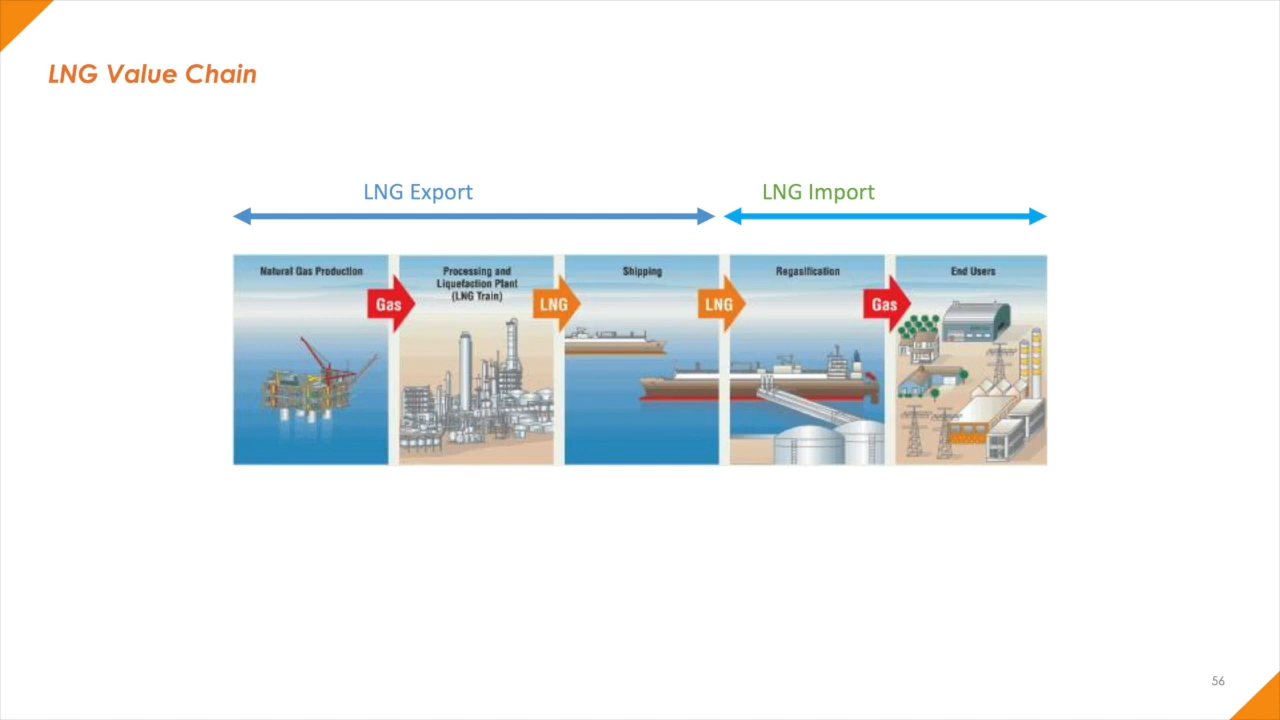 LNG Value Chain
LNG Export
LNG Import
Natural Gas Production
Gas
Processing and
Liquefaction Plant
(LNG Train)
LNG
Shipping
LNG
Regasification
Gas
End Users
56